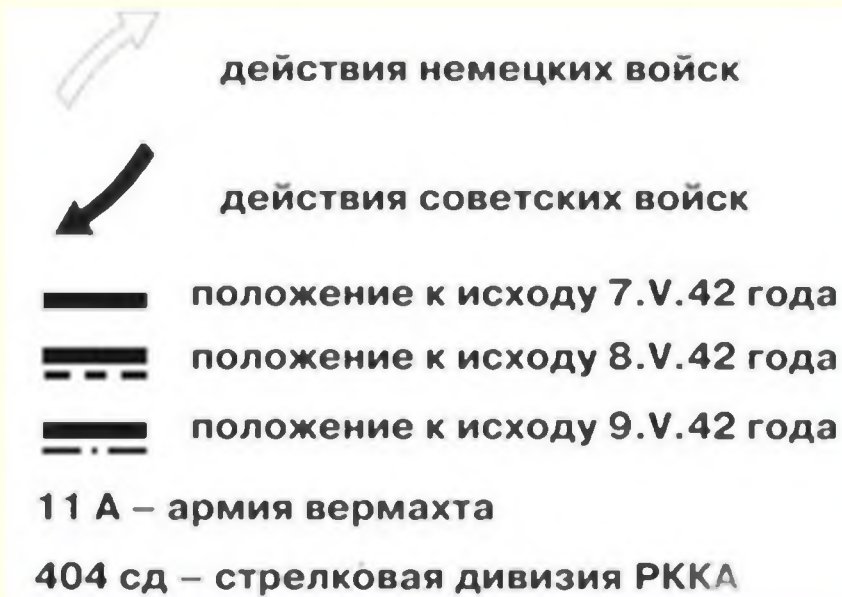 действия немецких войск
действия советских войск
положение к исходу 7.V.42 года
положение к исходу 8.V.42 года
положение к исходу 9.V.42 года
11 А – армия вермахта
404 сд – стрелковая дивизия РККА